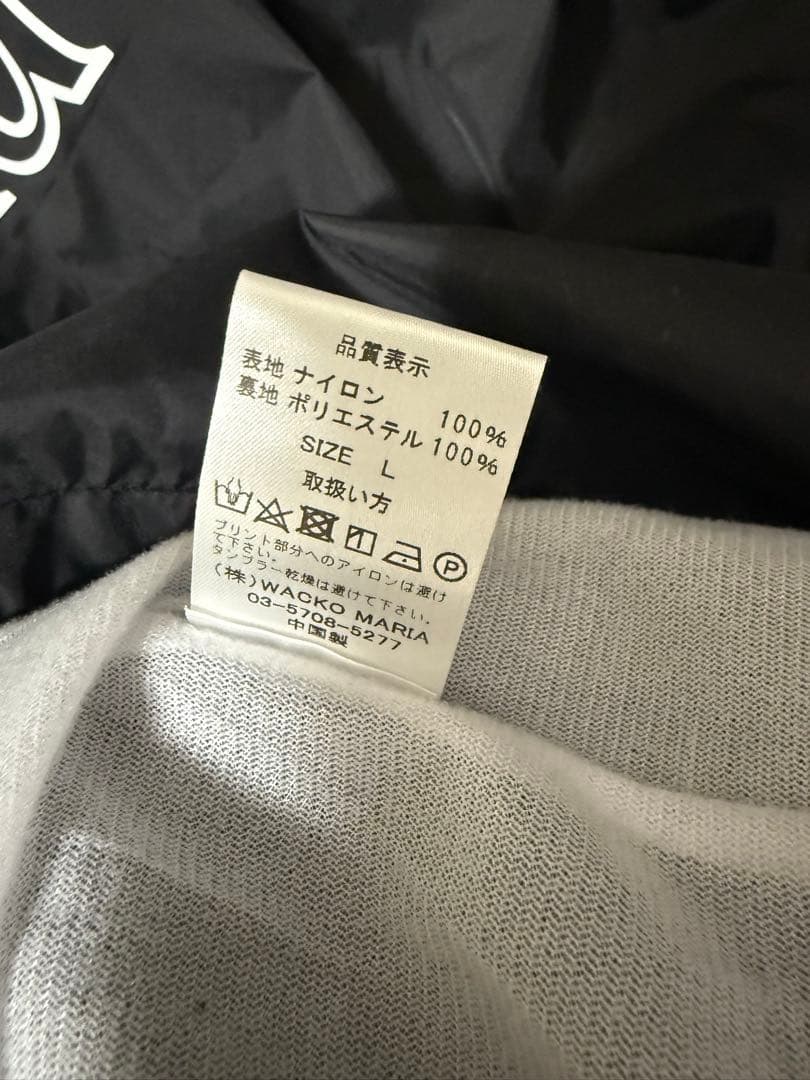 品質表示
表地 ナイロン 100%
裏地 ポリエステル 100%
SIZE L
取扱い方
P
プリント部分へのアイロンは避け
て下さい。
タンブラー乾燥は避けて下さい。
(株)WACKO MARIA
03-5708-5277
中国製